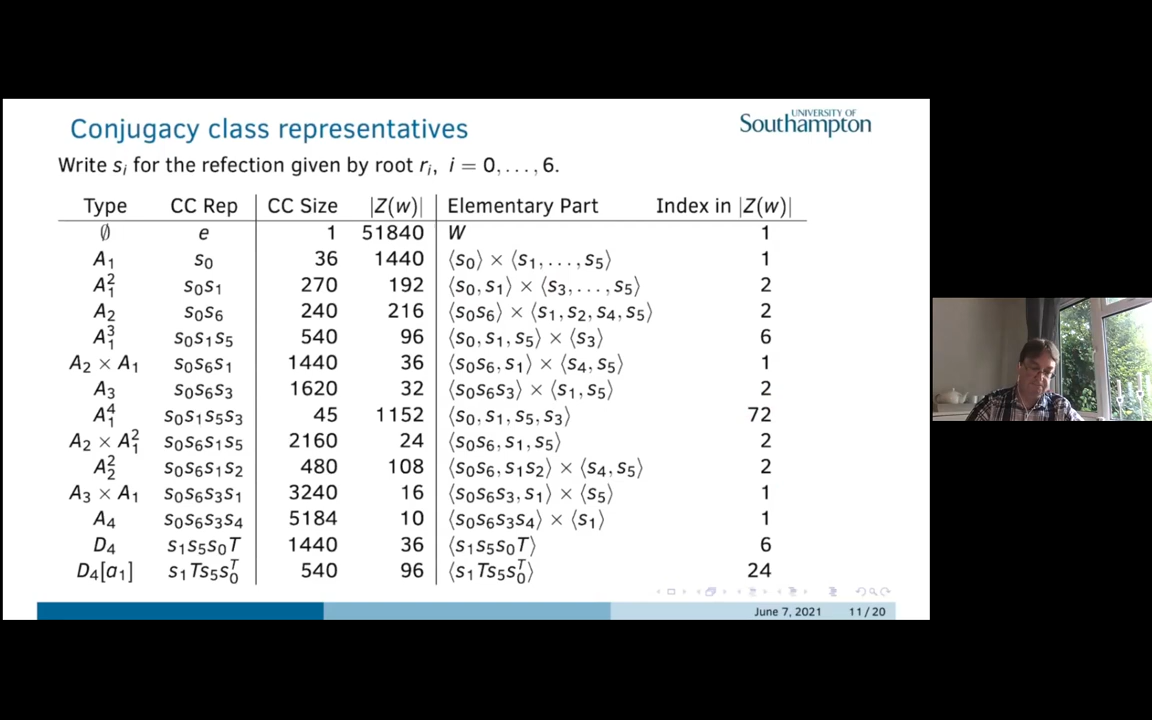 Conjugacy class representatives
UNIVERSITY OF
Southampton
Write sᵢ for the refection given by root rᵢ, i = 0, . . . , 6.
Type CC Rep CC Size |Z(w)| Elementary Part Index in |Z(w)|
∅ e 1 51840 W 1
A₁ s₀ 36 1440 ⟨s₀⟩ × ⟨s₁, . . . , s₅⟩ 1
A₁² s₀s₁ 270 192 ⟨s₀, s₁⟩ × ⟨s₃, . . . , s₅⟩ 2
A₂ s₀s₆ 240 216 ⟨s₀s₆⟩ × ⟨s₁, s₂, s₄, s₅⟩ 2
A₁³ s₀s₁s₅ 540 96 ⟨s₀, s₁, s₅⟩ × ⟨s₃⟩ 6
A₂ × A₁ s₀s₆s₁ 1440 36 ⟨s₀s₆, s₁⟩ × ⟨s₄, s₅⟩ 1
A₃ s₀s₆s₃ 1620 32 ⟨s₀s₆s₃⟩ × ⟨s₁, s₅⟩ 2
A₁⁴ s₀s₁s₅s₃ 45 1152 ⟨s₀, s₁, s₅, s₃⟩ 72
A₂ × A₁² s₀s₆s₁s₅ 2160 24 ⟨s₀s₆, s₁, s₅⟩ 2
A₂² s₀s₆s₁s₂ 480 108 ⟨s₀s₆, s₁s₂⟩ × ⟨s₄, s₅⟩ 2
A₃ × A₁ s₀s₆s₃s₁ 3240 16 ⟨s₀s₆s₃, s₁⟩ × ⟨s₅⟩ 1
A₄ s₀s₆s₃s₄ 5184 10 ⟨s₀s₆s₃s₄⟩ × ⟨s₁⟩ 1
D₄ s₁s₅s₀T 1440 36 ⟨s₁s₅s₀T⟩ 6
D₄[a₁] s₁Ts₅s₀ᵀ 540 96 ⟨s₁Ts₅s₀ᵀ⟩ 24
June 7, 2021 11 / 20